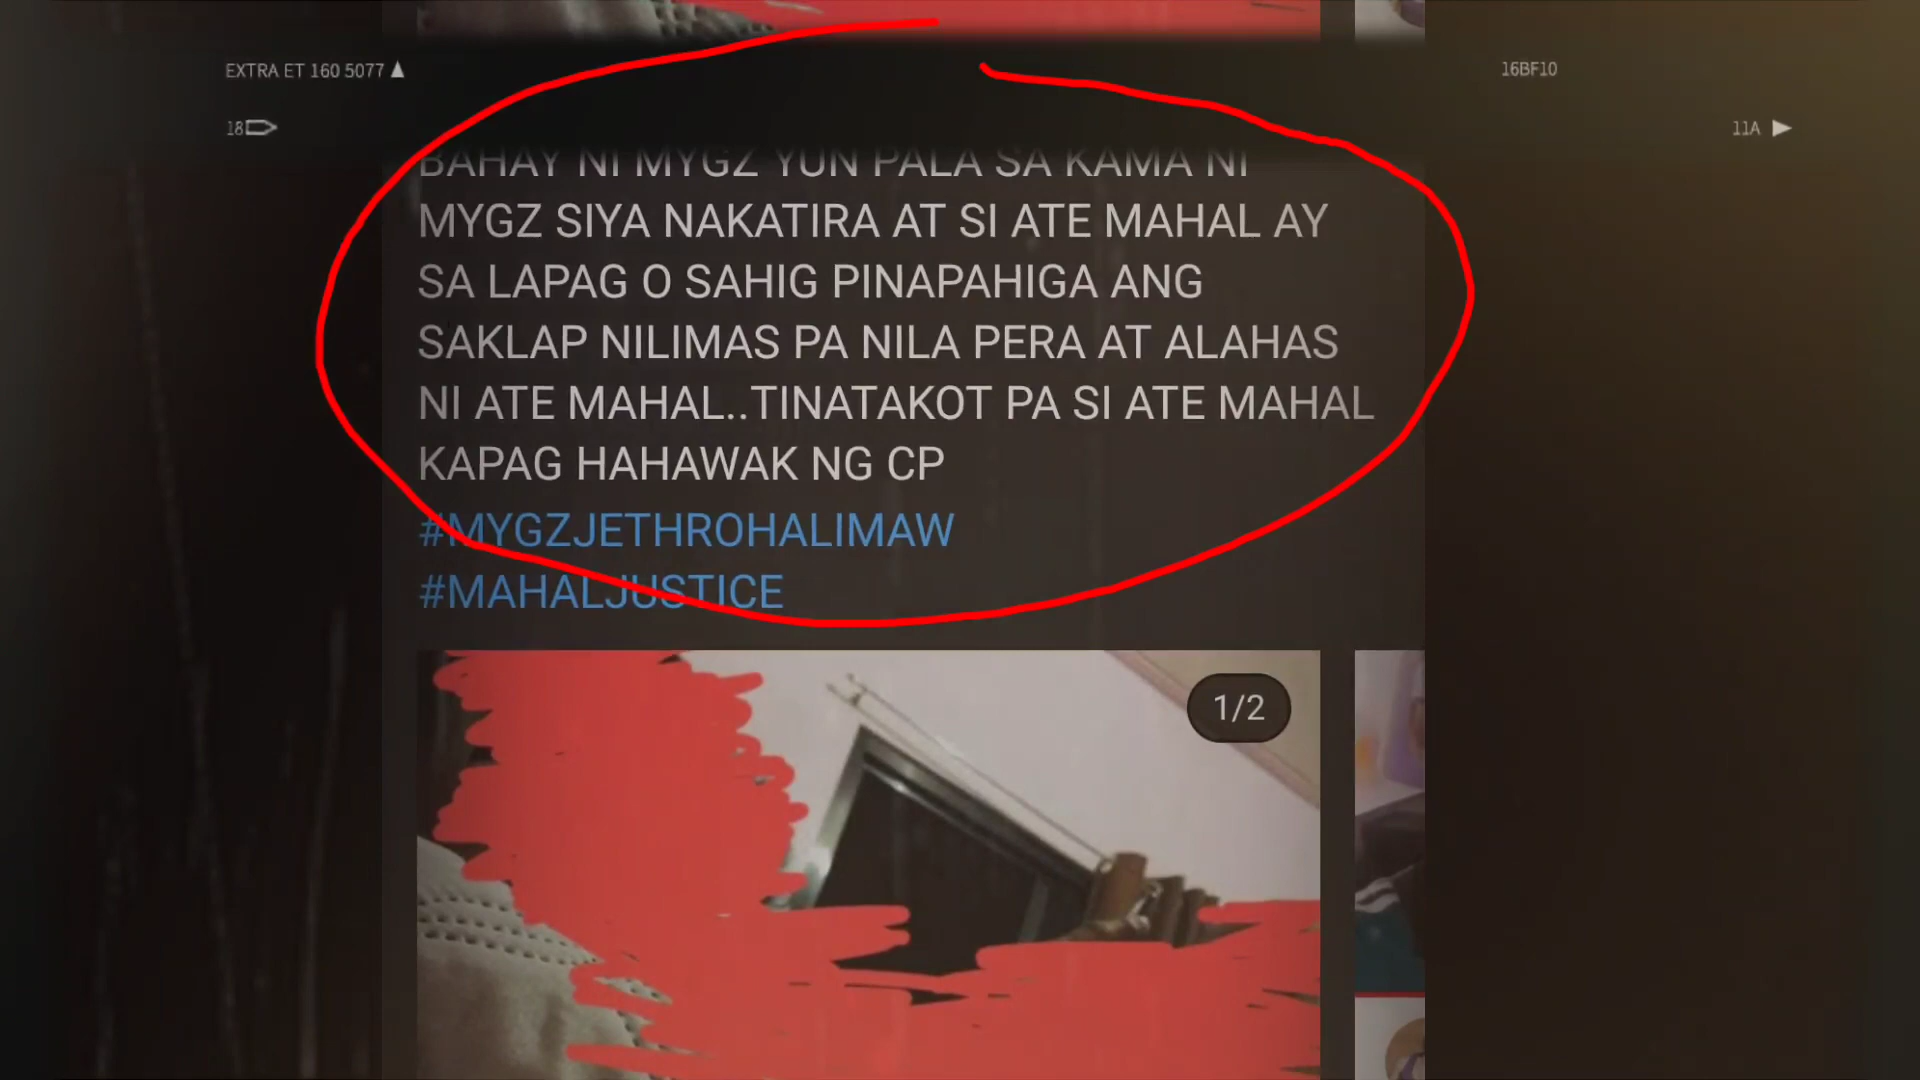 EXTRA ET 160 5077 ▲
16BF10
18
11A ▶
BAHAY NI MYGZ YUN PALA SA KAMA NI
MYGZ SIYA NAKATIRA AT SI ATE MAHAL AY
SA LAPAG O SAHIG PINAPAHIGA ANG
SAKLAP NILIMAS PA NILA PERA AT ALAHAS
NI ATE MAHAL..TINATAKOT PA SI ATE MAHAL
KAPAG HAHAWAK NG CP
#MYGZJETHROHALIMAW
#MAHALJUSTICE
1/2